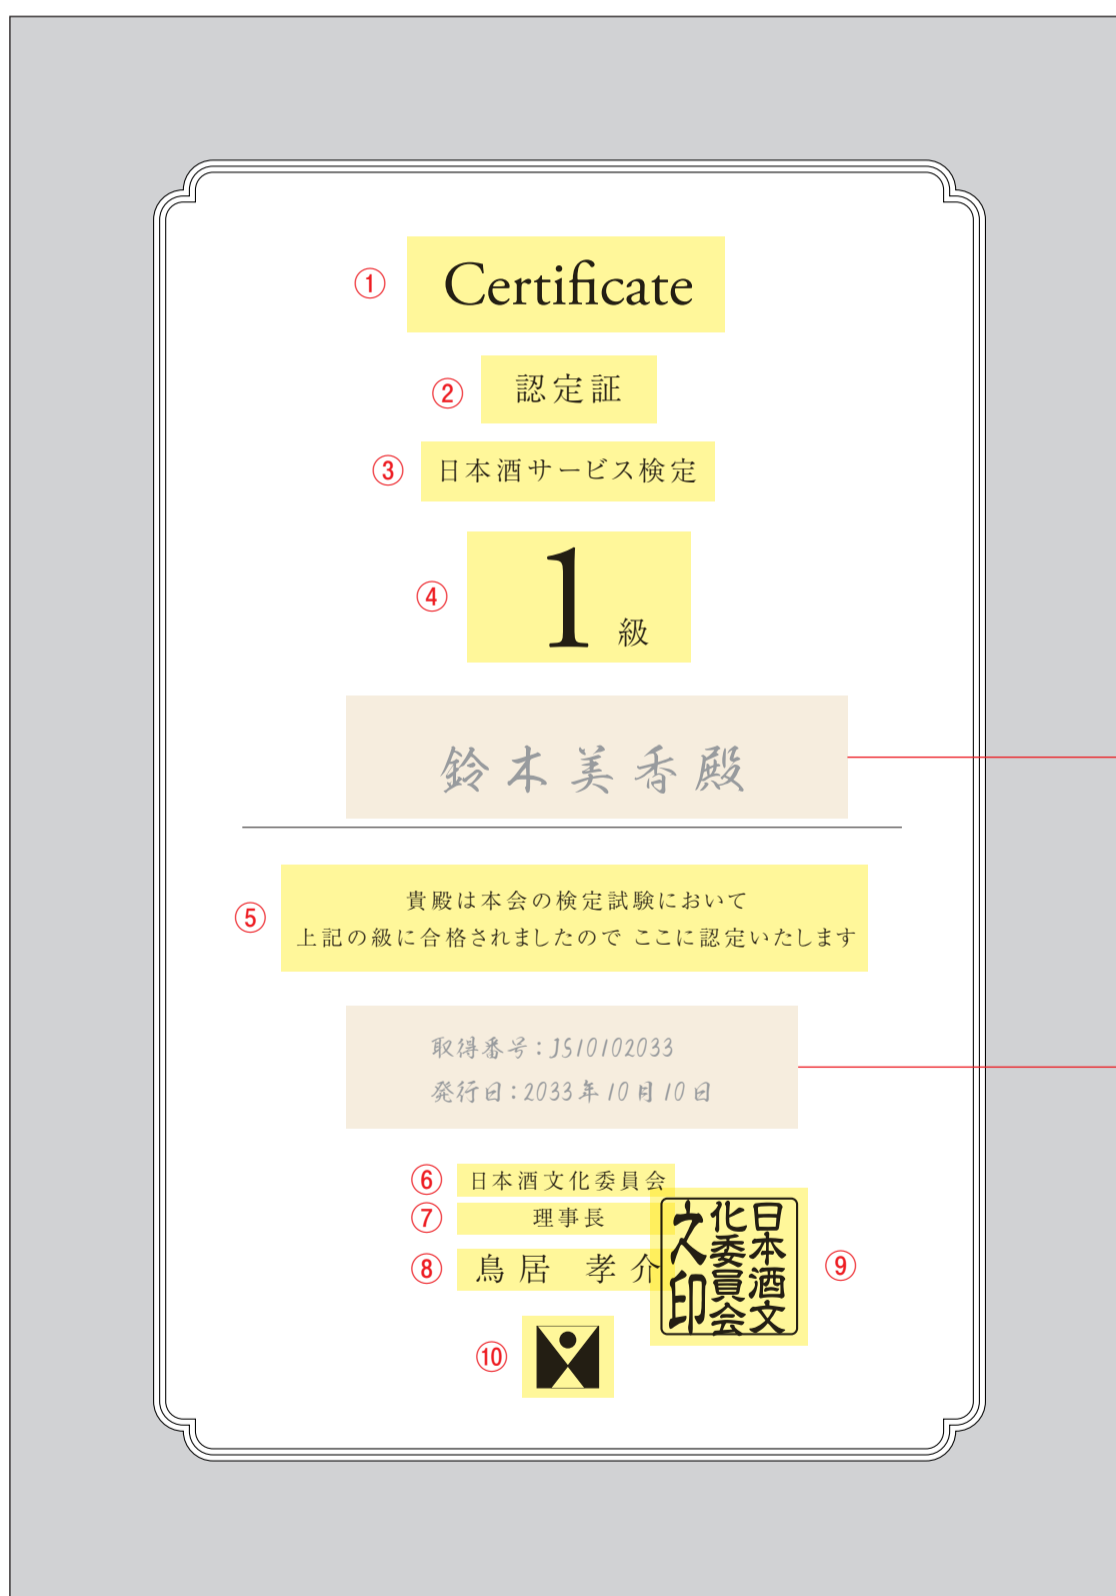 ① Certificate
② 認定証
③ 日本酒サービス検定
④ 1級
鈴木美香殿
⑤ 貴殿は本会の検定試験において
上記の級に合格されましたので ここに認定いたします
取得番号：JS10102033
発行日：2033年10月10日
⑥ 日本酒文化委員会
⑦ 理事長
⑧ 鳥居 孝介
⑨ 日本酒文化委員会之印
⑩